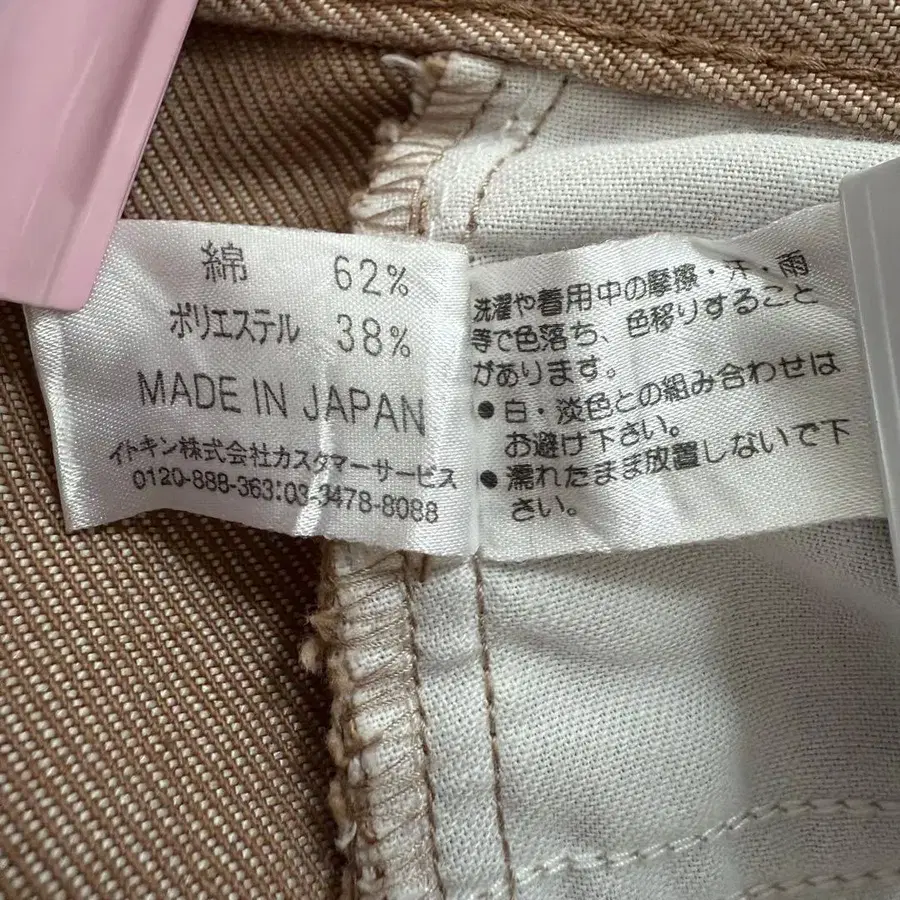 綿 62%
ポリエステル 38%
MADE IN JAPAN
イトキン株式会社カスタマーサービス
0120-888-363:03-3478-8088
洗濯や着用中の摩擦・汗・雨
等で色落ち、色移りすること
があります。
●白・淡色との組み合わせは
お避け下さい。
●濡れたまま放置しないで下
さい。